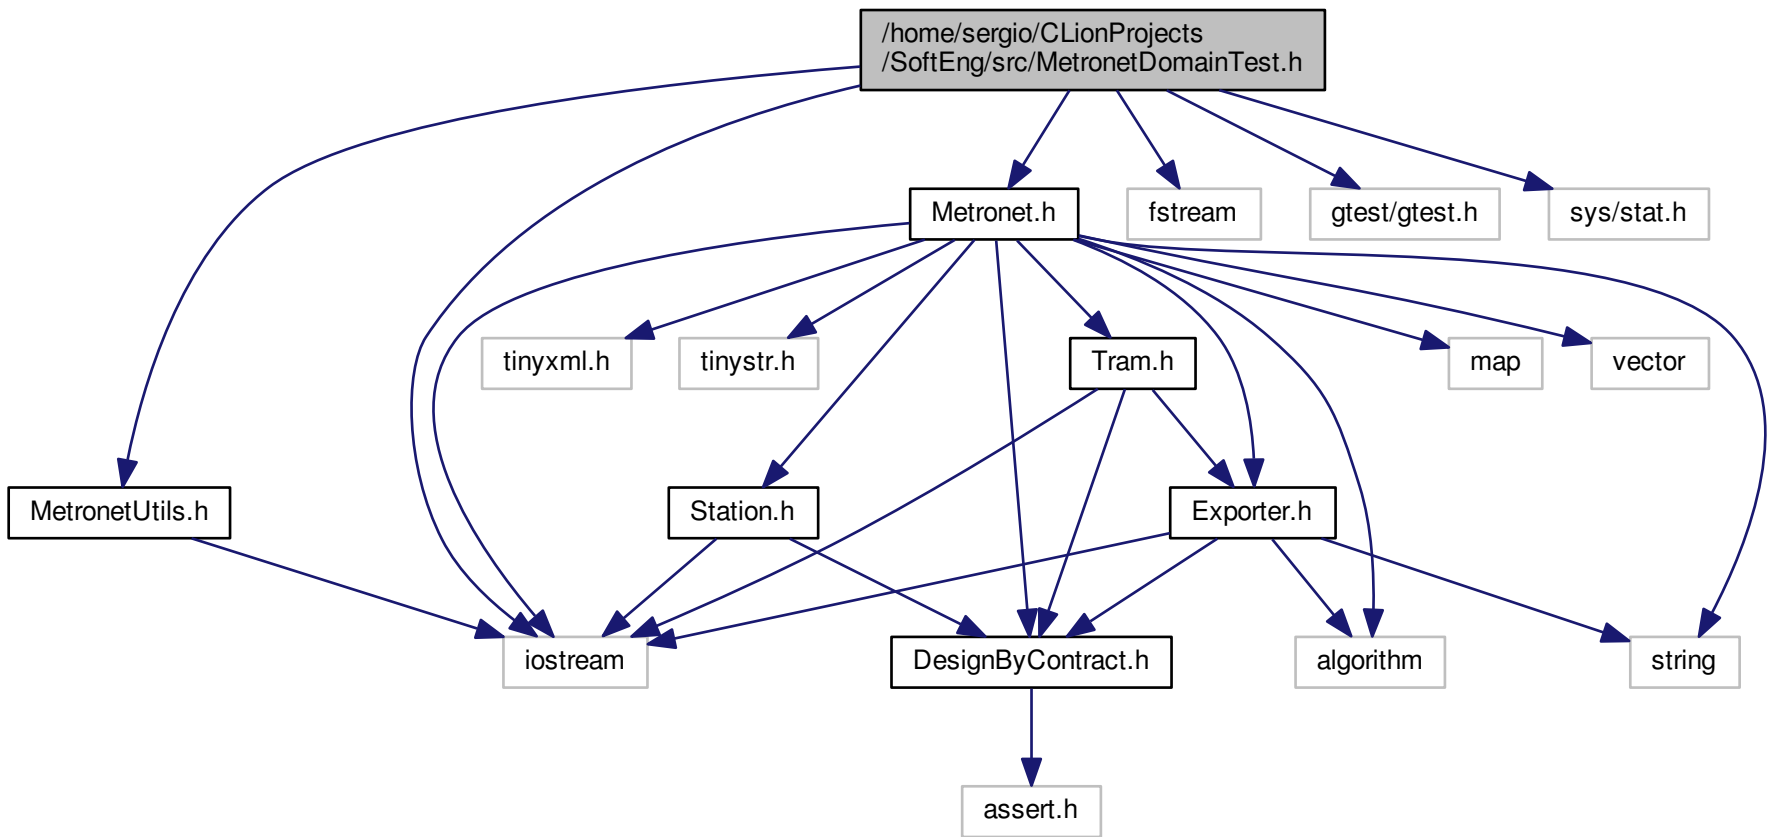 /home/sergio/CLionProjects
/SoftEng/src/MetronetDomainTest.h
Metronet.h
fstream
gtest/gtest.h
sys/stat.h
tinyxml.h
tinystr.h
Tram.h
map
vector
MetronetUtils.h
Station.h
Exporter.h
iostream
DesignByContract.h
algorithm
string
assert.h